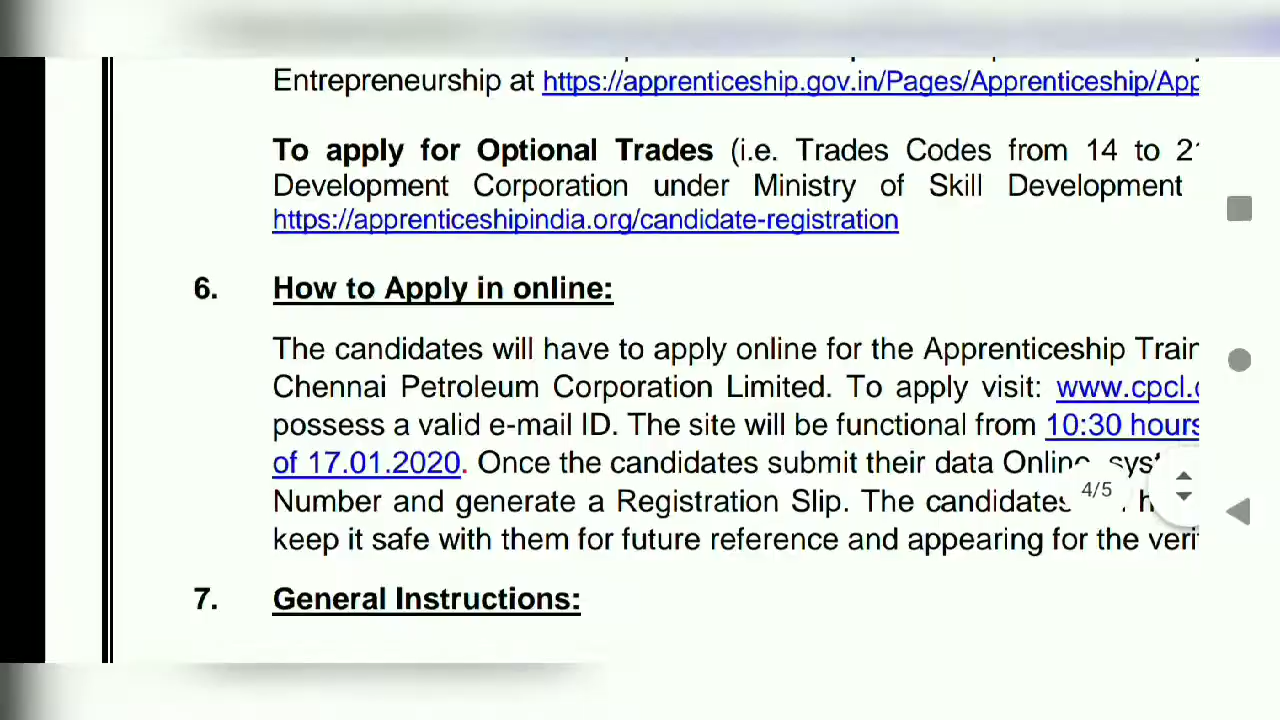 Entrepreneurship at https://apprenticeship.gov.in/Pages/Apprenticeship/App
To apply for Optional Trades (i.e. Trades Codes from 14 to 21
Development Corporation under Ministry of Skill Development
https://apprenticeshipindia.org/candidate-registration
6. How to Apply in online:
The candidates will have to apply online for the Apprenticeship Train
Chennai Petroleum Corporation Limited. To apply visit: www.cpcl.c
possess a valid e-mail ID. The site will be functional from 10:30 hours
of 17.01.2020. Once the candidates submit their data Online, syst
Number and generate a Registration Slip. The candidates
4/5
keep it safe with them for future reference and appearing for the veri
7. General Instructions: